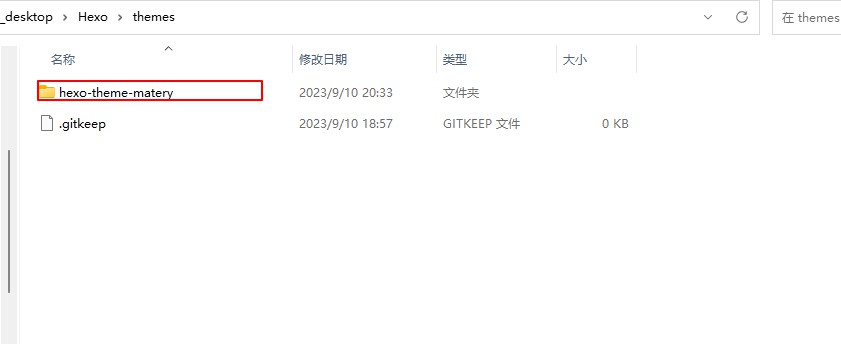 _desktop > Hexo > themes
在 themes
名称 修改日期 类型 大小
hexo-theme-matery 2023/9/10 20:33 文件夹
.gitkeep 2023/9/10 18:57 GITKEEP 文件 0 KB